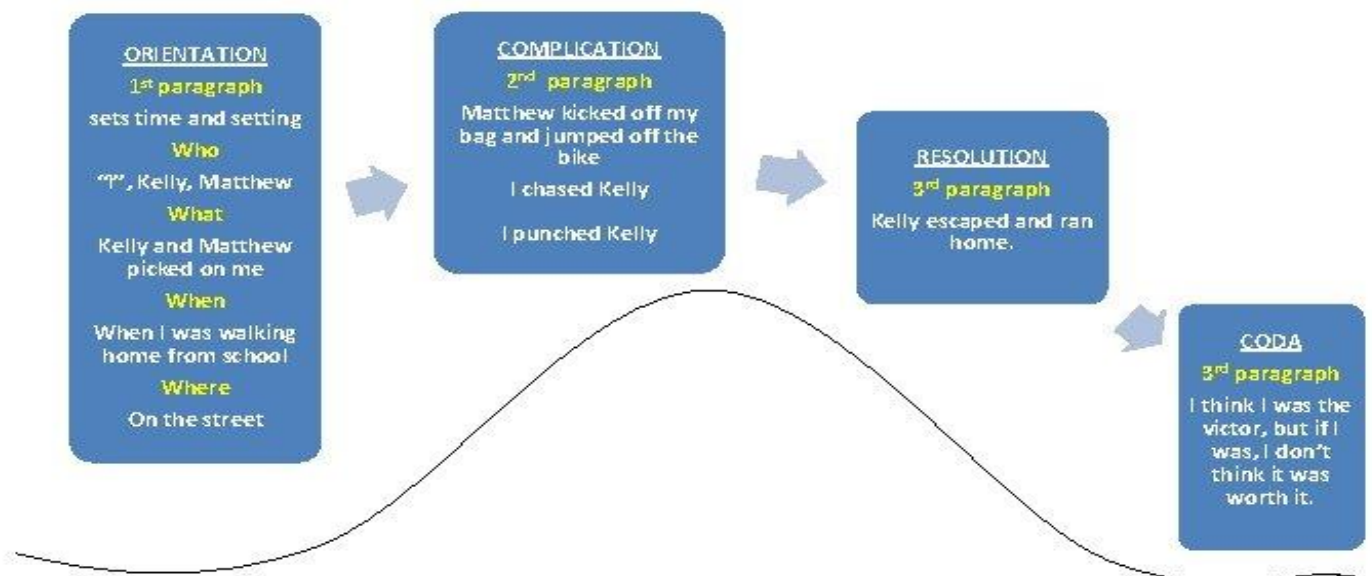 ORIENTATION
1st paragraph
sets time and setting
Who
"I", Kelly, Matthew
What
Kelly and Matthew
picked on me
When
When I was walking
home from school
Where
On the street
COMPLICATION
2nd paragraph
Matthew kicked off my
bag and jumped off the
bike
I chased Kelly
I punched Kelly
RESOLUTION
3rd paragraph
Kelly escaped and ran
home.
CODA
3rd paragraph
I think I was the
victor, but if I
was, I don't
think it was
worth it.